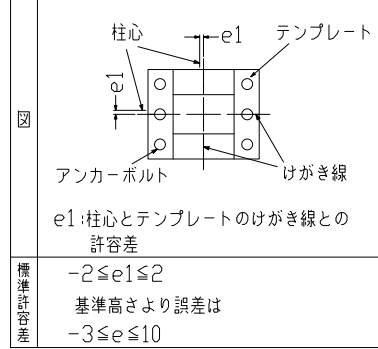 柱心
e1
テンプレート
e1
図
アンカーボルト
けがき線
e1:柱心とテンプレートのけがき線との
許容差
標準許容差
-2≦e1≦2
基準高さより誤差は
-3≦e≦10